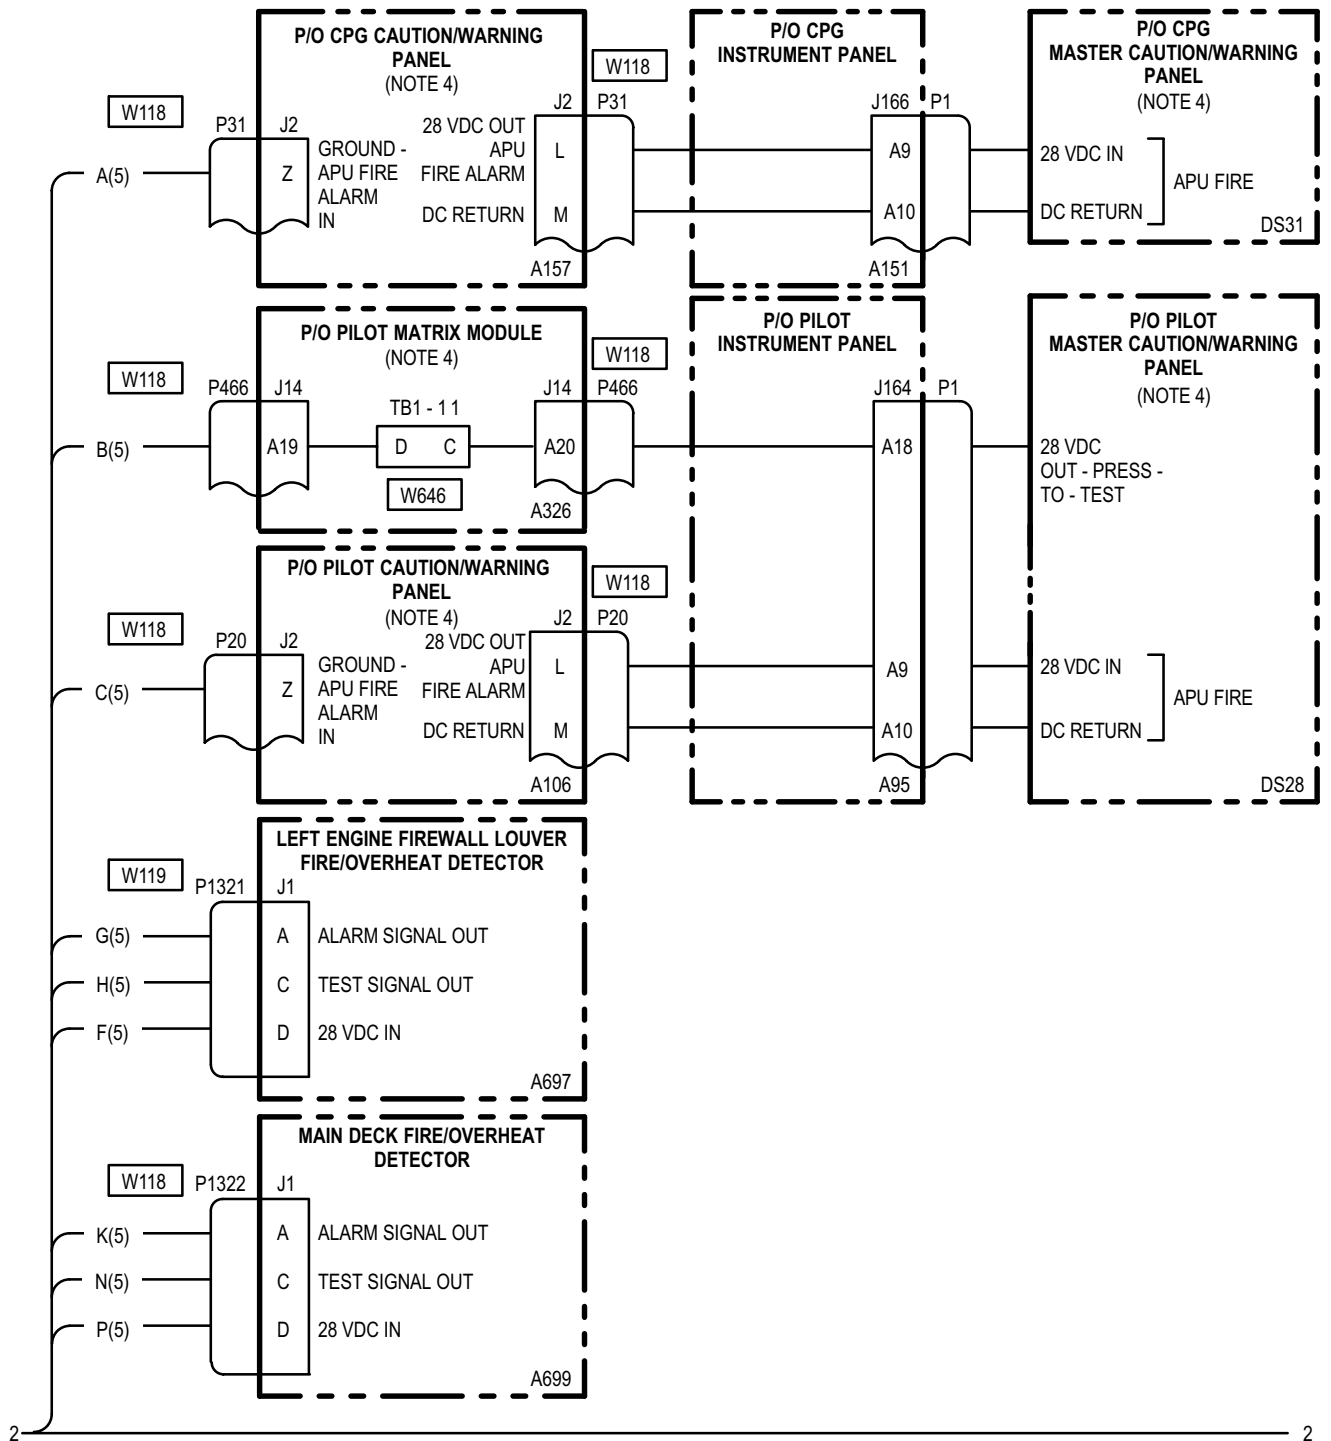 P/O CPG CAUTION/WARNING
PANEL
(NOTE 4)
W118
P31 J2
A(5)
Z
GROUND -
APU FIRE
ALARM
IN
28 VDC OUT
APU
FIRE ALARM
DC RETURN
J2 P31
L
M
W118
A157
P/O CPG
INSTRUMENT PANEL
J166 P1
A9
A10
A151
P/O CPG
MASTER CAUTION/WARNING
PANEL
(NOTE 4)
28 VDC IN
DC RETURN
APU FIRE
DS31
P/O PILOT MATRIX MODULE
(NOTE 4)
W118
P466 J14
B(5)
A19
TB1 - 11
D C
W646
J14 P466
A20
W118
A326
P/O PILOT
INSTRUMENT PANEL
J164 P1
A18
A9
A10
A95
P/O PILOT
MASTER CAUTION/WARNING
PANEL
(NOTE 4)
28 VDC
OUT - PRESS -
TO - TEST
28 VDC IN
DC RETURN
APU FIRE
DS28
P/O PILOT CAUTION/WARNING
PANEL
(NOTE 4)
W118
P20 J2
C(5)
Z
GROUND -
APU FIRE
ALARM
IN
28 VDC OUT
APU
FIRE ALARM
DC RETURN
J2 P20
L
M
W118
A106
LEFT ENGINE FIREWALL LOUVER
FIRE/OVERHEAT DETECTOR
W119
P1321 J1
G(5) A ALARM SIGNAL OUT
H(5) C TEST SIGNAL OUT
F(5) D 28 VDC IN
A697
MAIN DECK FIRE/OVERHEAT
DETECTOR
W118
P1322 J1
K(5) A ALARM SIGNAL OUT
N(5) C TEST SIGNAL OUT
P(5) D 28 VDC IN
A699
2 2